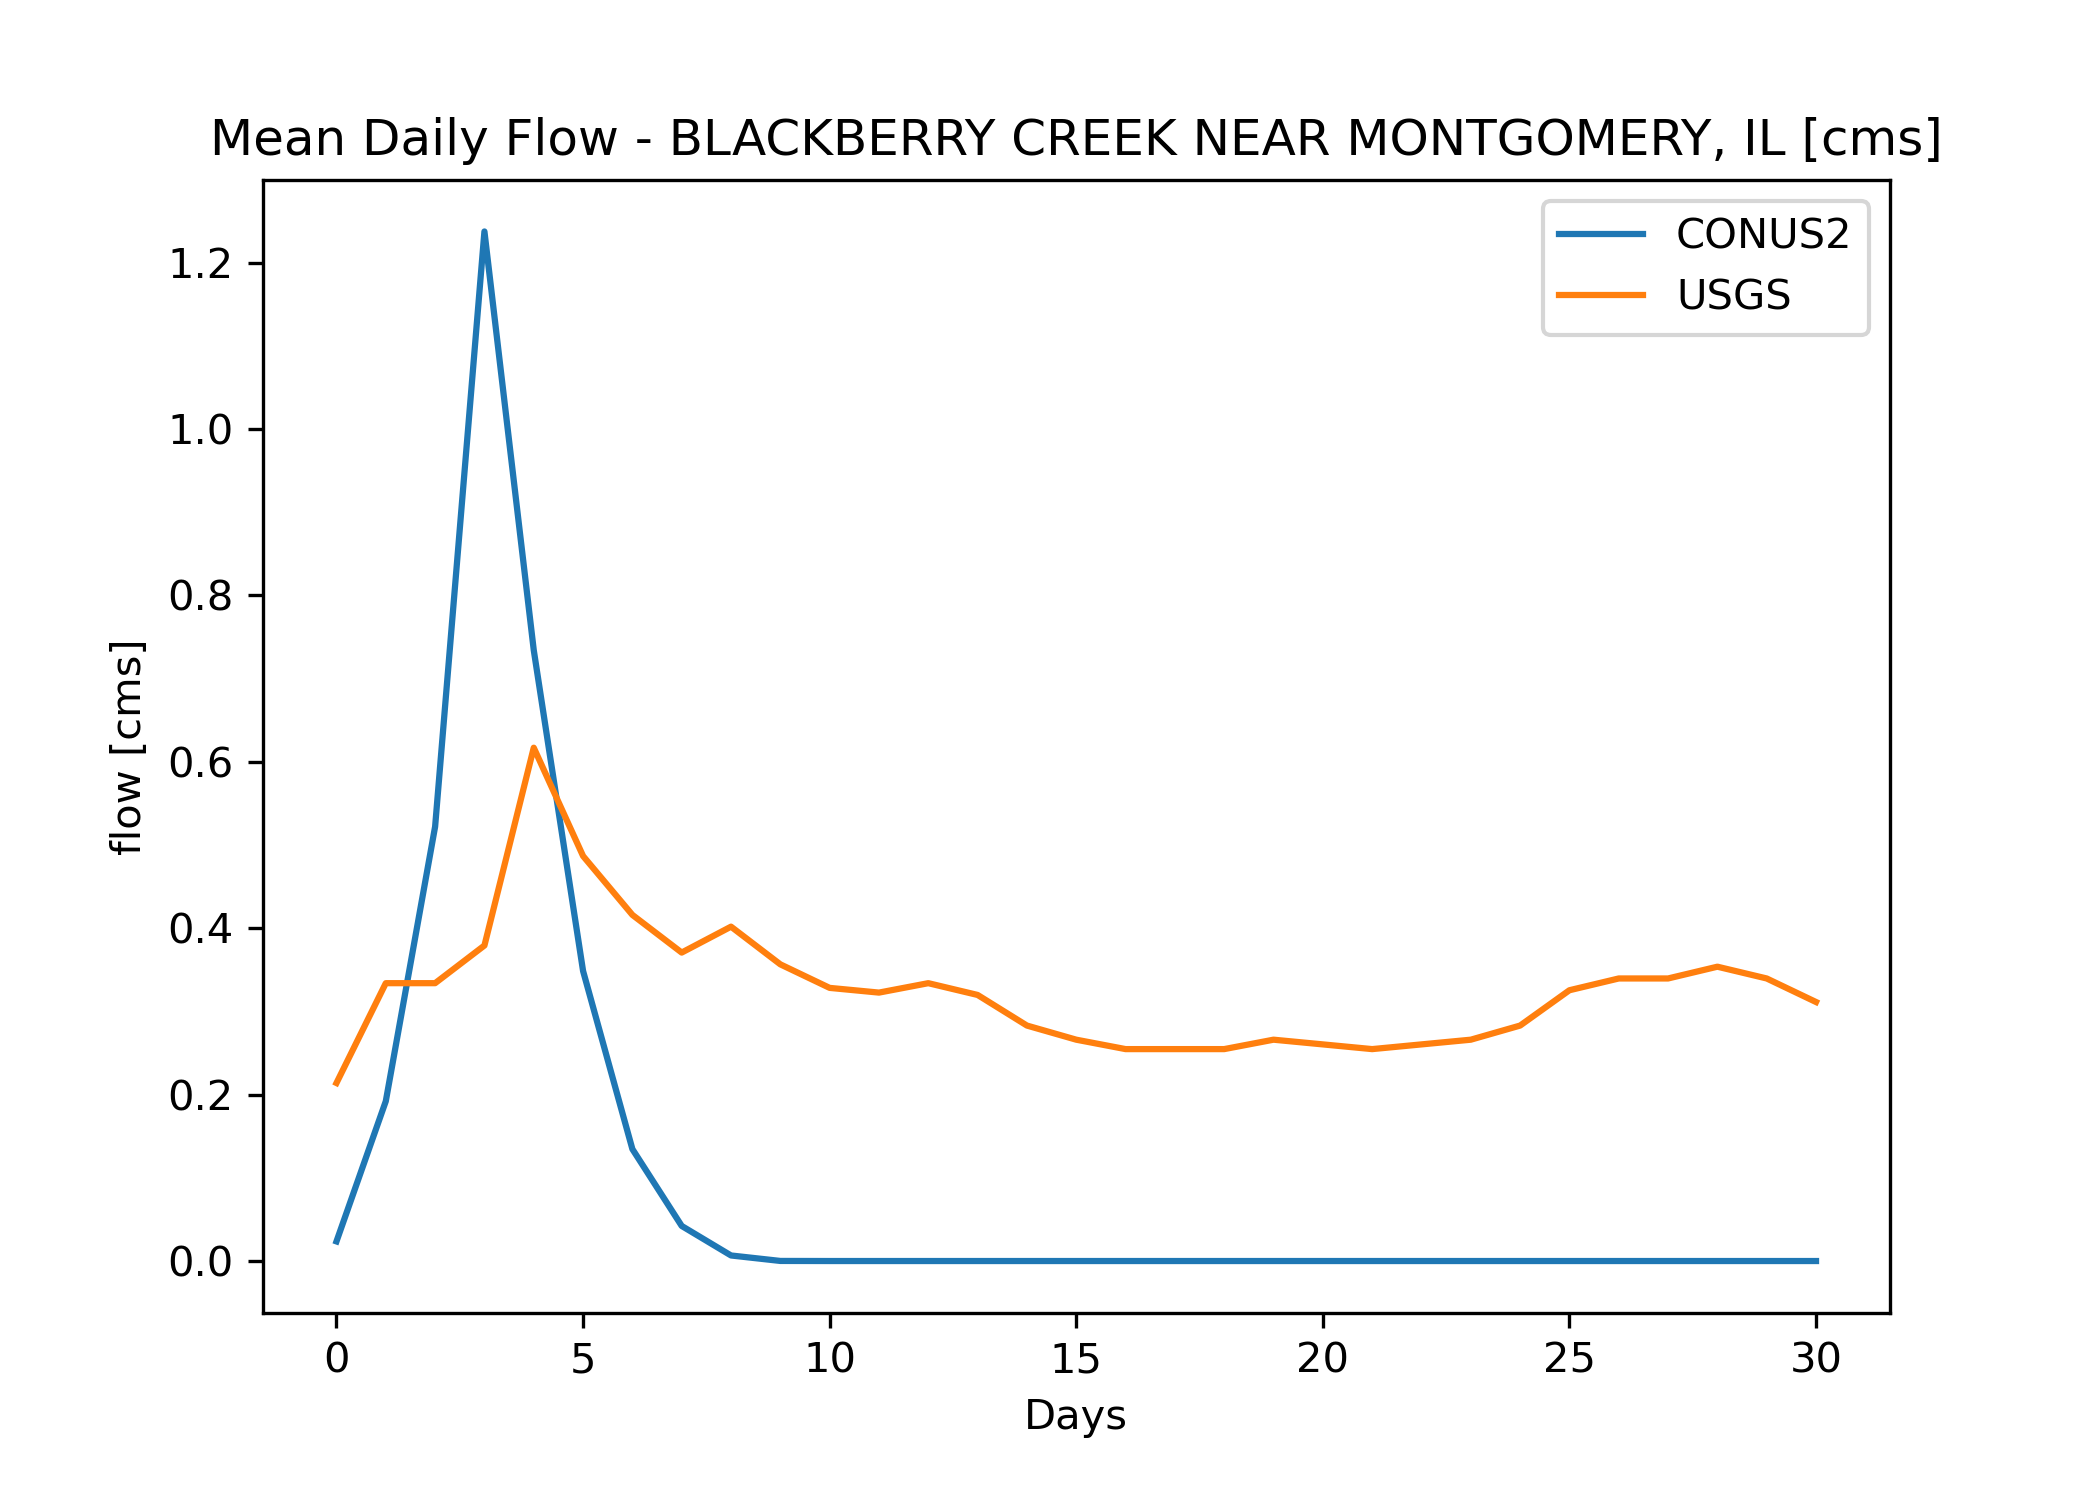 Mean Daily Flow - BLACKBERRY CREEK NEAR MONTGOMERY, IL [cms]
CONUS2
USGS
1.2
1.0
0.8
0.6
0.4
0.2
0.0
flow [cms]
0 5 10 15 20 25 30
Days